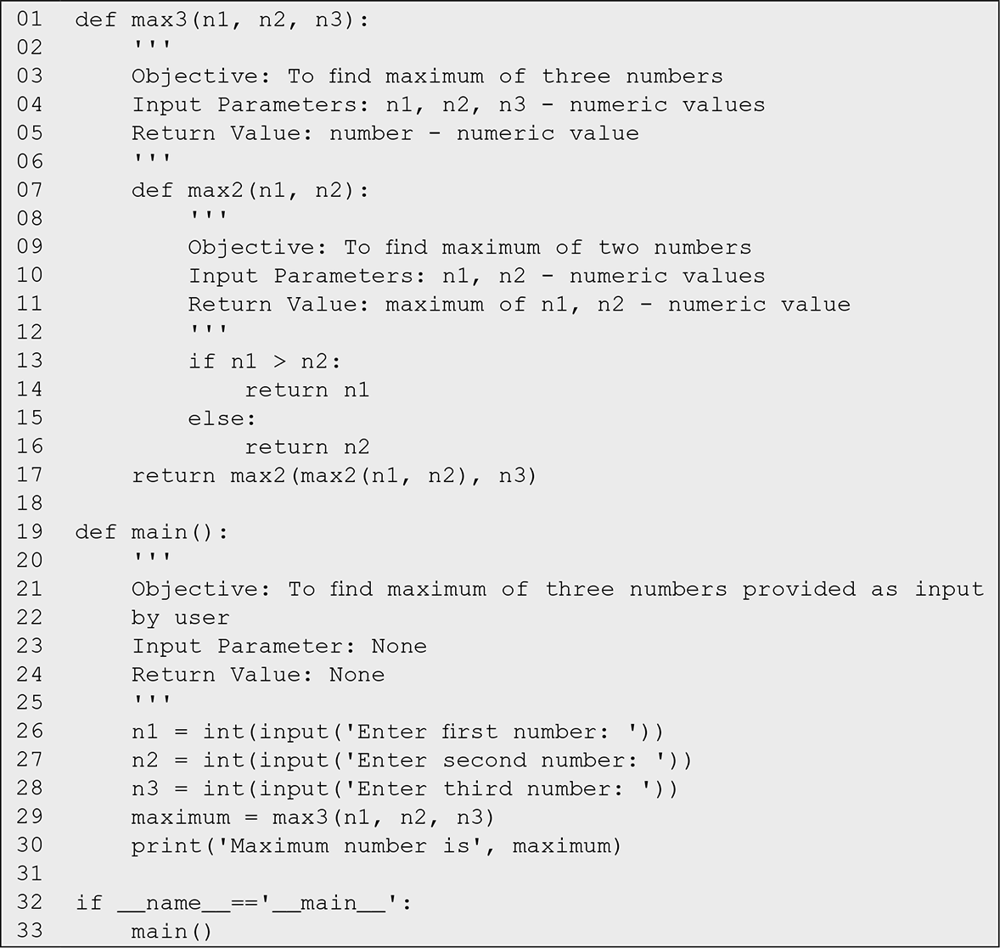 01 def max3(n1, n2, n3):
02     '''
03     Objective: To find maximum of three numbers
04     Input Parameters: n1, n2, n3 - numeric values
05     Return Value: number - numeric value
06     '''
07     def max2(n1, n2):
08         '''
09         Objective: To find maximum of two numbers
10         Input Parameters: n1, n2 - numeric values
11         Return Value: maximum of n1, n2 - numeric value
12         '''
13         if n1 > n2:
14             return n1
15         else:
16             return n2
17     return max2(max2(n1, n2), n3)
18
19 def main():
20     '''
21     Objective: To find maximum of three numbers provided as input
22     by user
23     Input Parameter: None
24     Return Value: None
25     '''
26     n1 = int(input('Enter first number: '))
27     n2 = int(input('Enter second number: '))
28     n3 = int(input('Enter third number: '))
29     maximum = max3(n1, n2, n3)
30     print('Maximum number is', maximum)
31
32 if __name__=='__main__':
33     main()